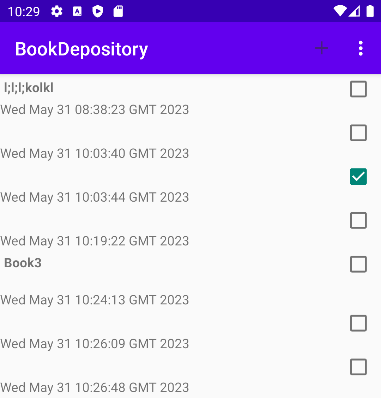 10:29
BookDepository
l;l;l;kolkl
Wed May 31 08:38:23 GMT 2023
Wed May 31 10:03:40 GMT 2023
Wed May 31 10:03:44 GMT 2023
Wed May 31 10:19:22 GMT 2023
Book3
Wed May 31 10:24:13 GMT 2023
Wed May 31 10:26:09 GMT 2023
Wed May 31 10:26:48 GMT 2023